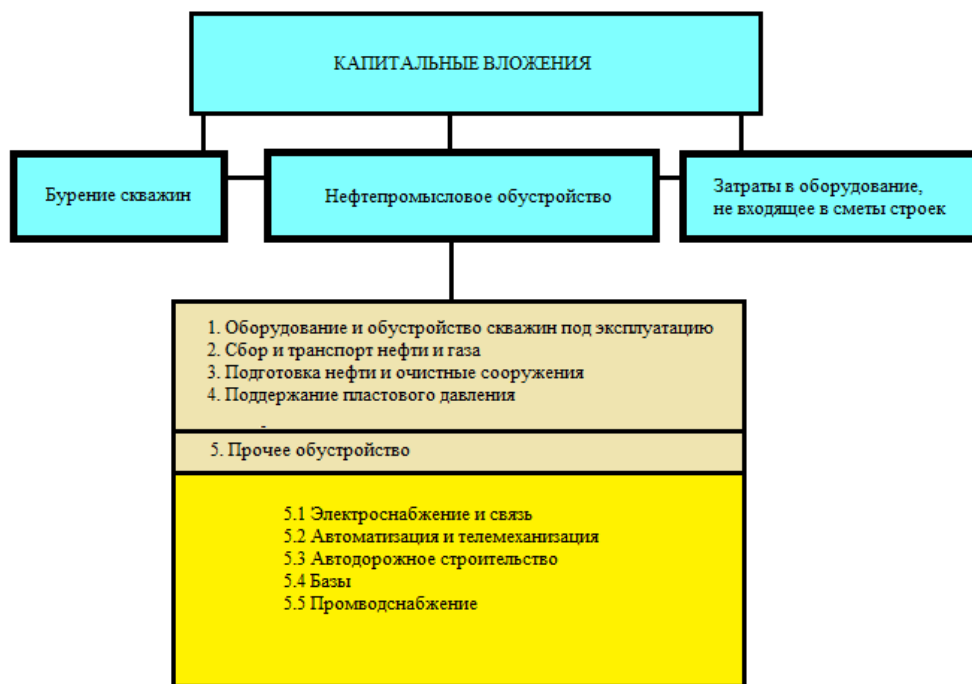 КАПИТАЛЬНЫЕ ВЛОЖЕНИЯ
Бурение скважин
Нефтепромысловое обустройство
Затраты в оборудование,
не входящее в сметы строек
1. Оборудование и обустройство скважин под эксплуатацию
2. Сбор и транспорт нефти и газа
3. Подготовка нефти и очистные сооружения
4. Поддержание пластового давления
-
5. Прочее обустройство
5.1 Электроснабжение и связь
5.2 Автоматизация и телемеханизация
5.3 Автодорожное строительство
5.4 Базы
5.5 Промводснабжение